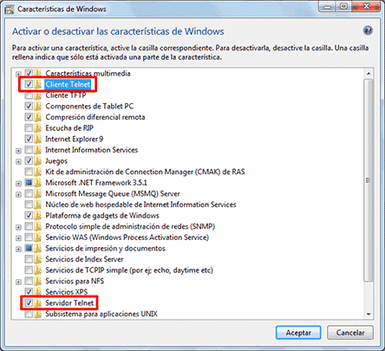 Características de Windows
Activar o desactivar las características de Windows
Para activar una característica, active la casilla correspondiente. Para desactivarla, desactive la casilla. Una casilla
rellena indica que sólo está activada una parte de la característica.
Características multimedia
Cliente Telnet
Cliente TFTP
Componentes de Tablet PC
Compresión diferencial remota
Escucha de RIP
Internet Explorer 9
Internet Information Services
Juegos
Kit de administración de Connection Manager (CMAK) de RAS
Microsoft .NET Framework 3.5.1
Microsoft Message Queue (MSMQ) Server
Núcleo de web hospedable de Internet Information Services
Plataforma de gadgets de Windows
Protocolo simple de administración de redes (SNMP)
Servicio WAS (Windows Process Activation Service)
Servicios de impresión y documentos
Servicios de Index Server
Servicios de TCPIP simple (por ej; echo, daytime etc)
Servicios para NFS
Servicios XPS
Servidor Telnet
Subsistema para aplicaciones UNIX
Aceptar
Cancelar